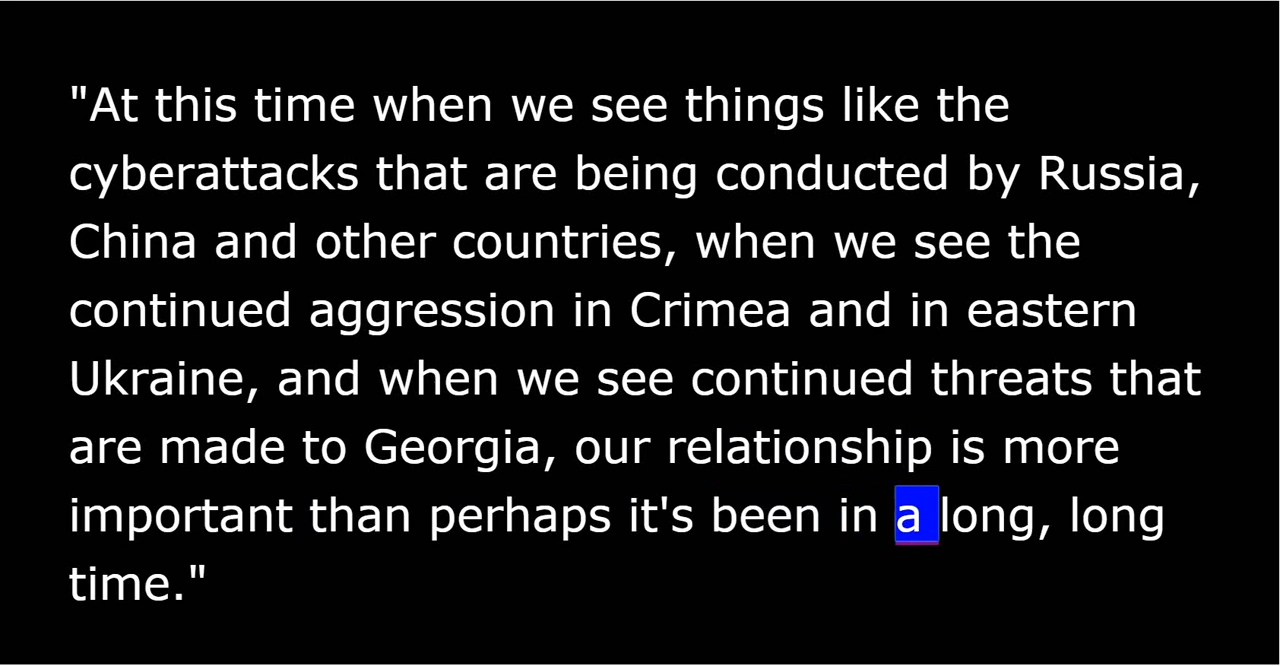 "At this time when we see things like the
cyberattacks that are being conducted by Russia,
China and other countries, when we see the
continued aggression in Crimea and in eastern
Ukraine, and when we see continued threats that
are made to Georgia, our relationship is more
important than perhaps it's been in a long, long
time."